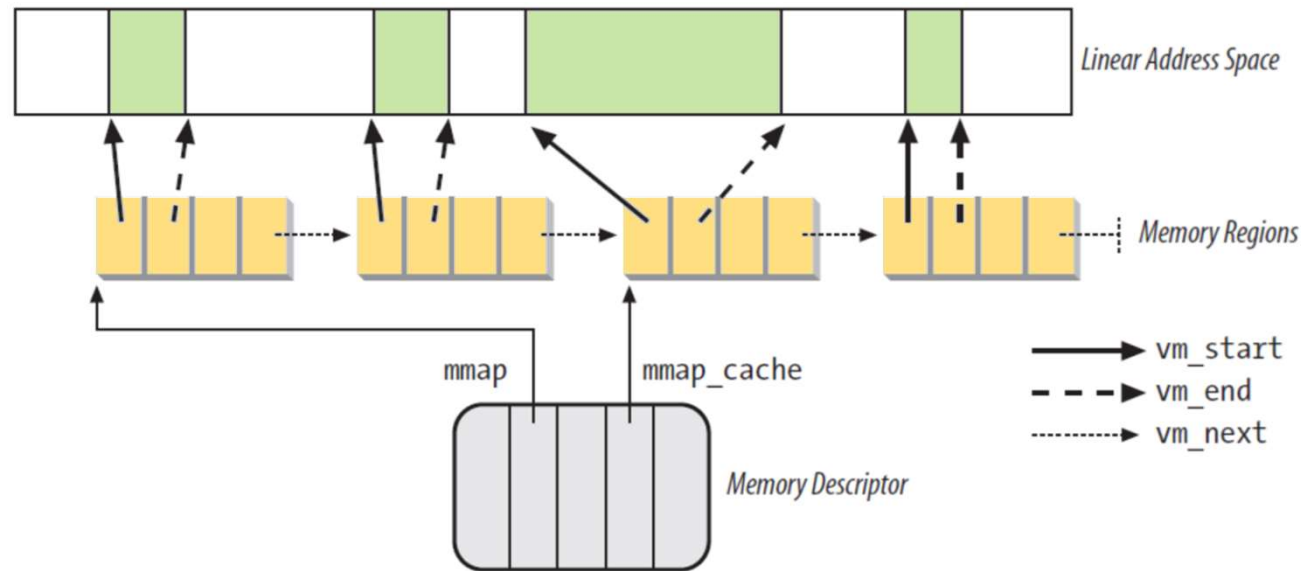 Linear Address Space
Memory Regions
vm_start
mmap
mmap_cache
vm_end
vm_next
Memory Descriptor